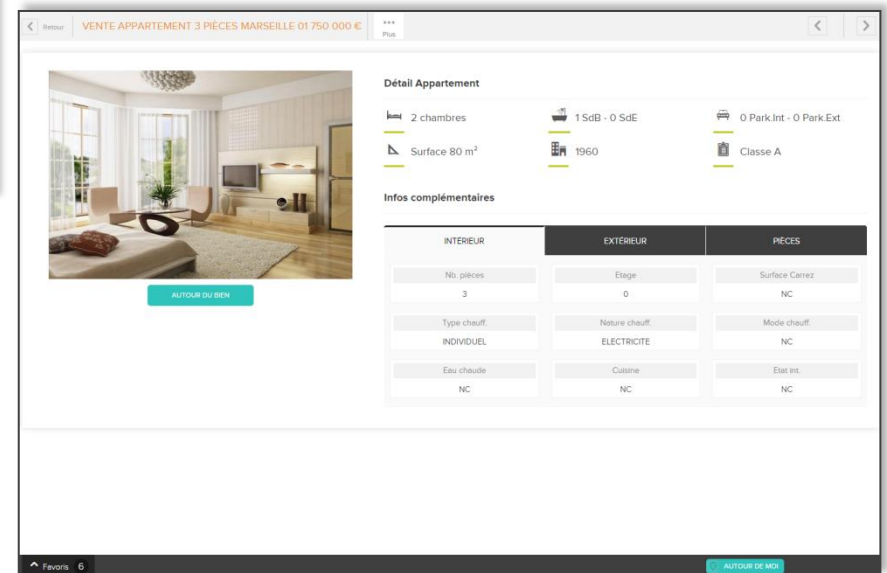 Retour
VENTE APPARTEMENT 3 PIÈCES MARSEILLE 01 750 000 €
Plus
Détail Appartement
2 chambres
1 SdB - 0 SdE
0 Park.Int - 0 Park.Ext
Surface 80 m²
1960
Classe A
Infos complémentaires
INTÉRIEUR
EXTÉRIEUR
PIÈCES
Nb. pièces
Etage
Surface Carrez
3
0
NC
Type chauff.
Nature chauff.
Mode chauff.
INDIVIDUEL
ELECTRICITE
NC
Eau chaude
Cuisine
Etat int.
NC
NC
NC
AUTOUR DU BIEN
Favoris 6
AUTOUR DE MOI